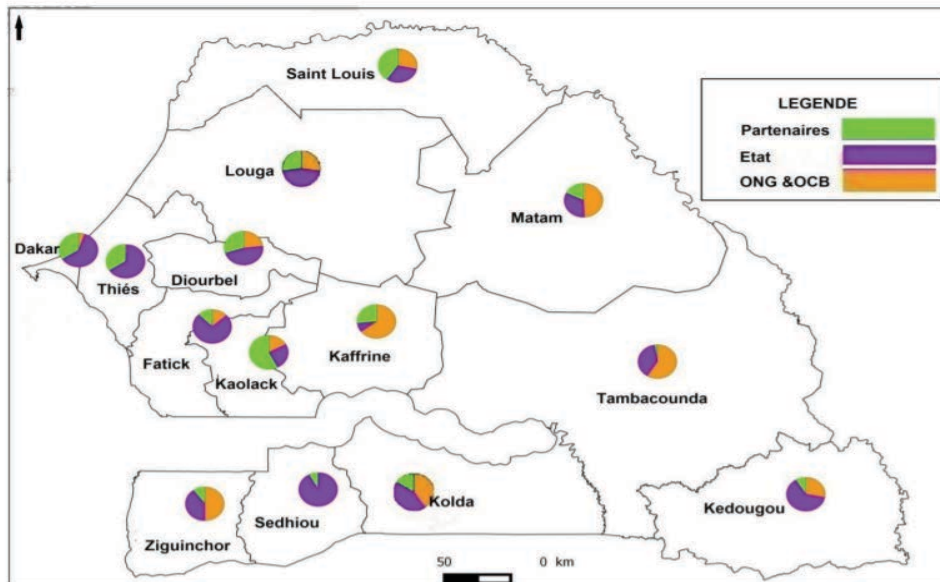 Saint Louis
LEGENDE
Partenaires
Etat
ONG &OCB
Louga
Matam
Dakar
Thiés
Diourbel
Fatick
Kaolack
Kaffrine
Tambacounda
Ziguinchor
Sedhiou
Kolda
Kedougou
50 0 km